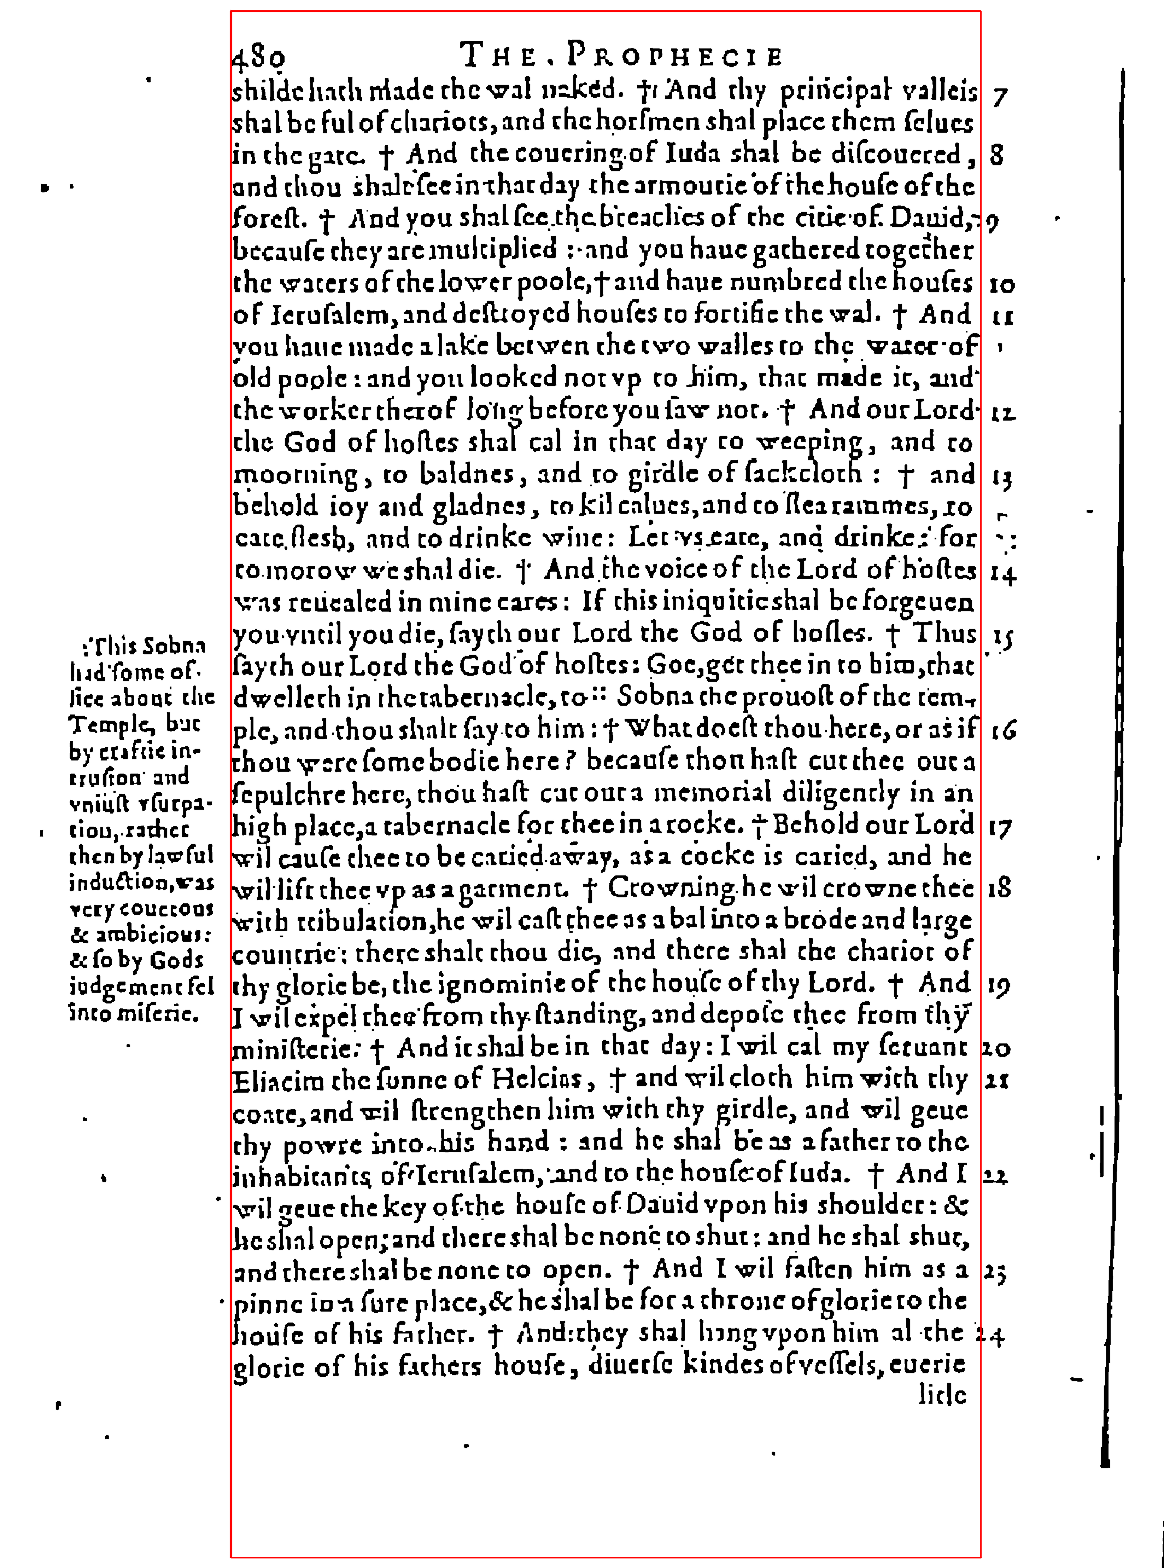 480 THE PROPHECIE
shilde hath made the wal naked. † And thy principal valleis 7
shal be ful of chariots, and the horſmen shal place them ſelues
in the gate. † And the couering of Iuda shal be diſcouered, 8
and thou shalt ſee in that day the armourie of the houſe of the
foreſt. † And you shal ſee the breaches of the citie of Dauid, 9
becauſe they are multiplied : and you haue gathered together
the waters of the lower poole, † and haue numbred the houſes 10
of Ieruſalem, and deſtroyed houſes to fortifie the wal. † And 11
you haue made a lake betwen the two walles to the water of
old poole : and you looked not vp to him, that made it, and
the worker therof long before you ſaw not. † And our Lord 12
the God of hoſtes shal cal in that day to weeping, and to
moorning, to baldnes, and to girdle of ſackcloth : † and 13
behold ioy and gladnes, to kil calues, and to ſlea rammes, to
eate flesh, and to drinke wine: Let vs eate, and drinke: for
to morow we shal die. † And the voice of the Lord of hoſtes 14
was reuealed in mine eares: If this iniquitie shal be forgeuen
you vntil you die, ſayth our Lord the God of hoſtes. † Thus 15
ſayth our Lord the God of hoſtes: Goe, get thee in to him, that
dwelleth in the tabernacle, to :: Sobna the prouoſt of the tem-
ple, and thou shalt ſay to him : † What doeſt thou here, or as if 16
thou were ſome bodie here? becauſe thou haſt cut thee out a
ſepulchre here, thou haſt cut out a memorial diligently in an
high place, a tabernacle for thee in a rocke. † Behold our Lord 17
wil cauſe thee to be caried away, as a cocke is caried, and he
wil lift thee vp as a garment. † Crowning he wil crowne thee 18
with tribulation, he wil caſt thee as a bal into a brode and large
countrie: there shalt thou die, and there shal the chariot of
thy glorie be, the ignominie of the houſe of thy Lord. † And 19
I wil expel thee from thy ſtanding, and depoſe thee from thy
miniſterie. † And it shal be in that day: I wil cal my ſeruant 20
Eliacim the ſonne of Helcias, † and wil cloth him with thy 21
coate, and wil ſtrengthen him with thy girdle, and wil geue
thy powre into his hand : and he shal be as a father to the
inhabitants of Ieruſalem, and to the houſe of Iuda. † And I 22
wil geue the key of the houſe of Dauid vpon his shoulder: &
he shal open, and there shal be none to shut: and he shal shut,
and there shal be none to open. † And I wil faſten him as a 23
pinne in a ſure place, & he shal be for a throne of glorie to the
houſe of his father. † And they shal hang vpon him al the 24
glorie of his fathers houſe, diuerſe kindes of veſſels, euerie
litle
:This Sobna
had ſome of-
fice about the
Temple, but
by craftie in-
truſion and
vniuſt vſurpa-
tion, rather
then by lawful
induction, was
very couetous
& ambicious:
& ſo by Gods
iudgement fel
into miſerie.